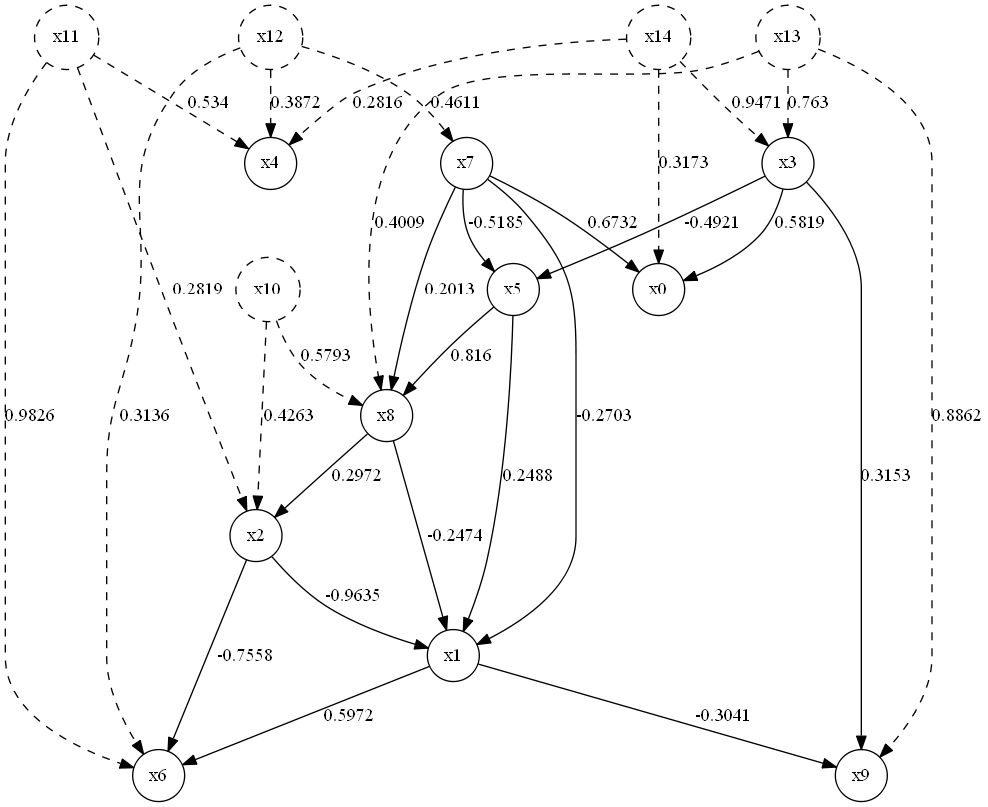 x11 x12 x14 x13
0.534 0.3872 0.2816 0.4611 0.9471 0.763
x4 x7 0.3173 x3
0.4009 -0.5185 0.6732 -0.4921 0.5819
0.2819 x10 0.2013 x5 x0
0.5793 0.816
0.9826 0.3136 0.4263 x8 -0.2703 0.8862
0.2972 0.2488 0.3153
x2 -0.2474
-0.9635
-0.7558 x1
0.5972 -0.3041
x6 x9